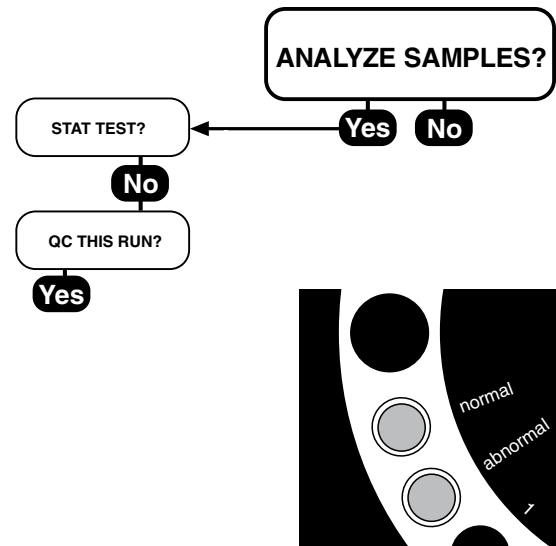 ANALYZE SAMPLES?
Yes No
STAT TEST?
No
QC THIS RUN?
Yes
normal
abnormal
1